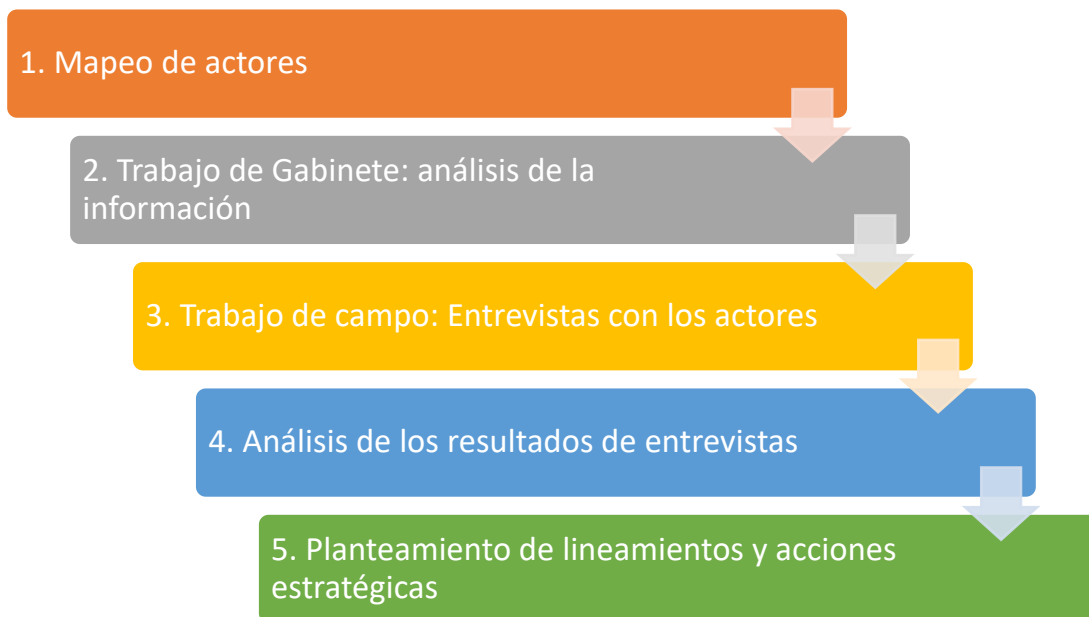 1. Mapeo de actores
2. Trabajo de Gabinete: análisis de la
información
3. Trabajo de campo: Entrevistas con los actores
4. Análisis de los resultados de entrevistas
5. Planteamiento de lineamientos y acciones
estratégicas